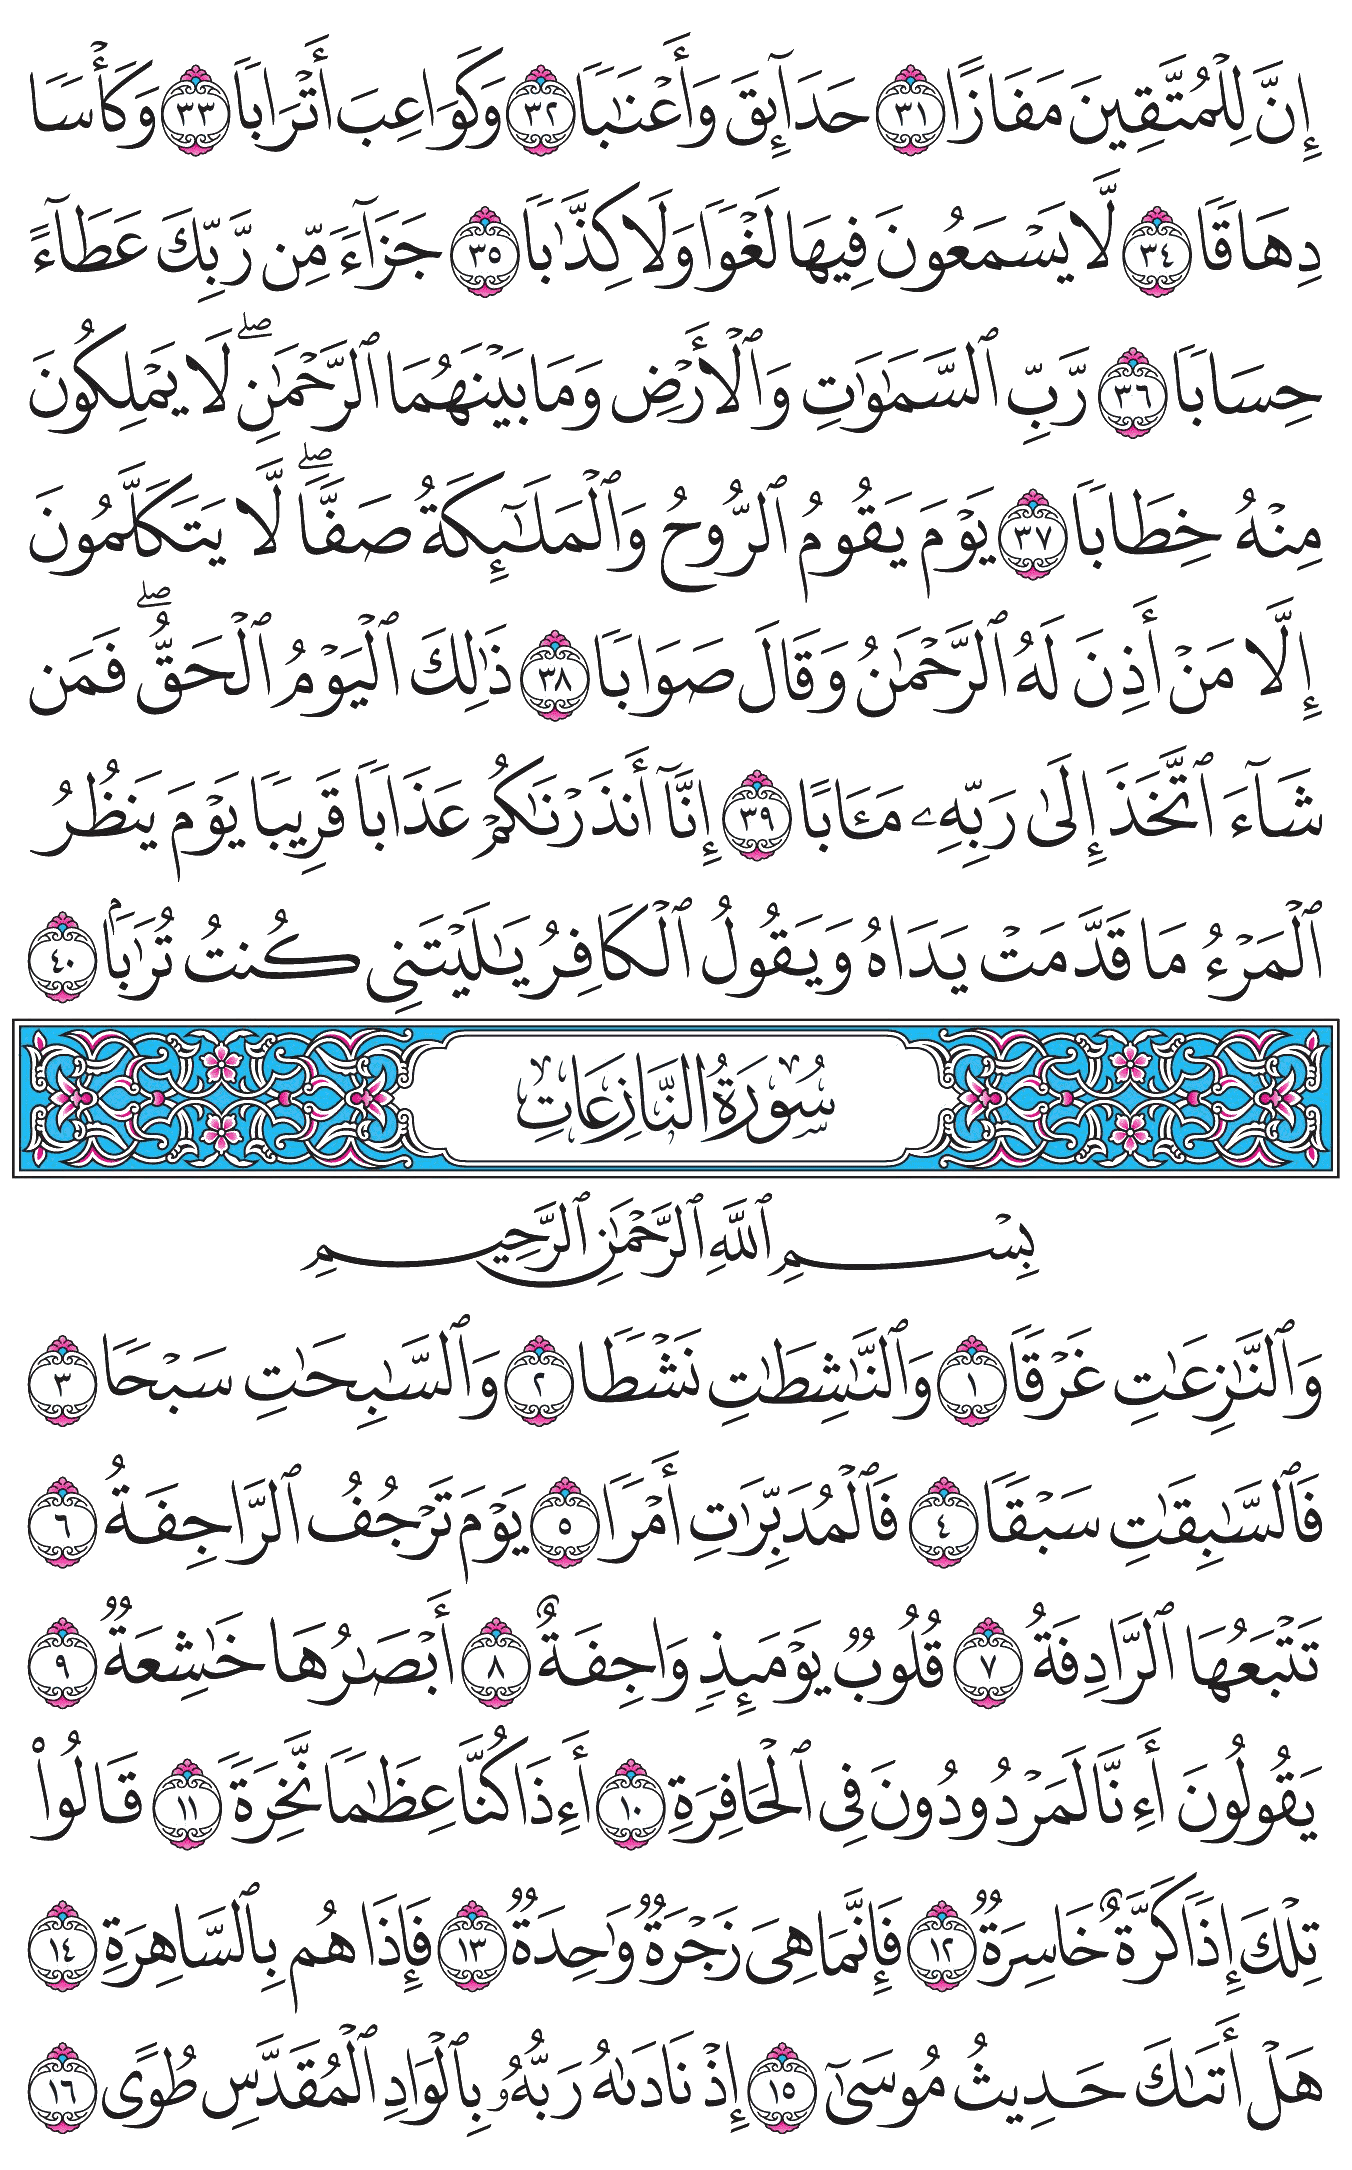 إِنَّ لِلْمُتَّقِينَ مَفَازًا ٣١ حَدَآئِقَ وَأَعْنَٰبًا ٣٢ وَكَوَاعِبَ أَتْرَابًا ٣٣ وَكَأْسًا
دِهَاقًا ٣٤ لَّا يَسْمَعُونَ فِيهَا لَغْوًا وَلَا كِذَّٰبًا ٣٥ جَزَآءً مِّن رَّبِّكَ عَطَآءً
حِسَابًا ٣٦ رَّبِّ ٱلسَّمَٰوَٰتِ وَٱلْأَرْضِ وَمَا بَيْنَهُمَا ٱلرَّحْمَٰنِۖ لَا يَمْلِكُونَ
مِنْهُ خِطَابًا ٣٧ يَوْمَ يَقُومُ ٱلرُّوحُ وَٱلْمَلَٰٓئِكَةُ صَفًّاۖ لَّا يَتَكَلَّمُونَ
إِلَّا مَنْ أَذِنَ لَهُ ٱلرَّحْمَٰنُ وَقَالَ صَوَابًا ٣٨ ذَٰلِكَ ٱلْيَوْمُ ٱلْحَقُّۖ فَمَن
شَآءَ ٱتَّخَذَ إِلَىٰ رَبِّهِۦ مَـَٔابًا ٣٩ إِنَّآ أَنذَرْنَٰكُمْ عَذَابًا قَرِيبًا يَوْمَ يَنظُرُ
ٱلْمَرْءُ مَا قَدَّمَتْ يَدَاهُ وَيَقُولُ ٱلْكَافِرُ يَٰلَيْتَنِى كُنتُ تُرَٰبًۢا ٤٠
سُورَةُ النَّازِعَاتِ
بِسْمِ ٱللَّهِ ٱلرَّحْمَٰنِ ٱلرَّحِيمِ
وَٱلنَّٰزِعَٰتِ غَرْقًا ١ وَٱلنَّٰشِطَٰتِ نَشْطًا ٢ وَٱلسَّٰبِحَٰتِ سَبْحًا ٣
فَٱلسَّٰبِقَٰتِ سَبْقًا ٤ فَٱلْمُدَبِّرَٰتِ أَمْرًا ٥ يَوْمَ تَرْجُفُ ٱلرَّاجِفَةُ ٦
تَتْبَعُهَا ٱلرَّادِفَةُ ٧ قُلُوبٌ يَوْمَئِذٍ وَاجِفَةٌ ٨ أَبْصَٰرُهَا خَٰشِعَةٌ ٩
يَقُولُونَ أَءِنَّا لَمَرْدُودُونَ فِى ٱلْحَافِرَةِ ١٠ أَءِذَا كُنَّا عِظَٰمًا نَّخِرَةً ١١ قَالُوا۟
تِلْكَ إِذًا كَرَّةٌ خَاسِرَةٌ ١٢ فَإِنَّمَا هِىَ زَجْرَةٌ وَٰحِدَةٌ ١٣ فَإِذَا هُم بِٱلسَّاهِرَةِ ١٤
هَلْ أَتَىٰكَ حَدِيثُ مُوسَىٰٓ ١٥ إِذْ نَادَىٰهُ رَبُّهُۥ بِٱلْوَادِ ٱلْمُقَدَّسِ طُوًى ١٦